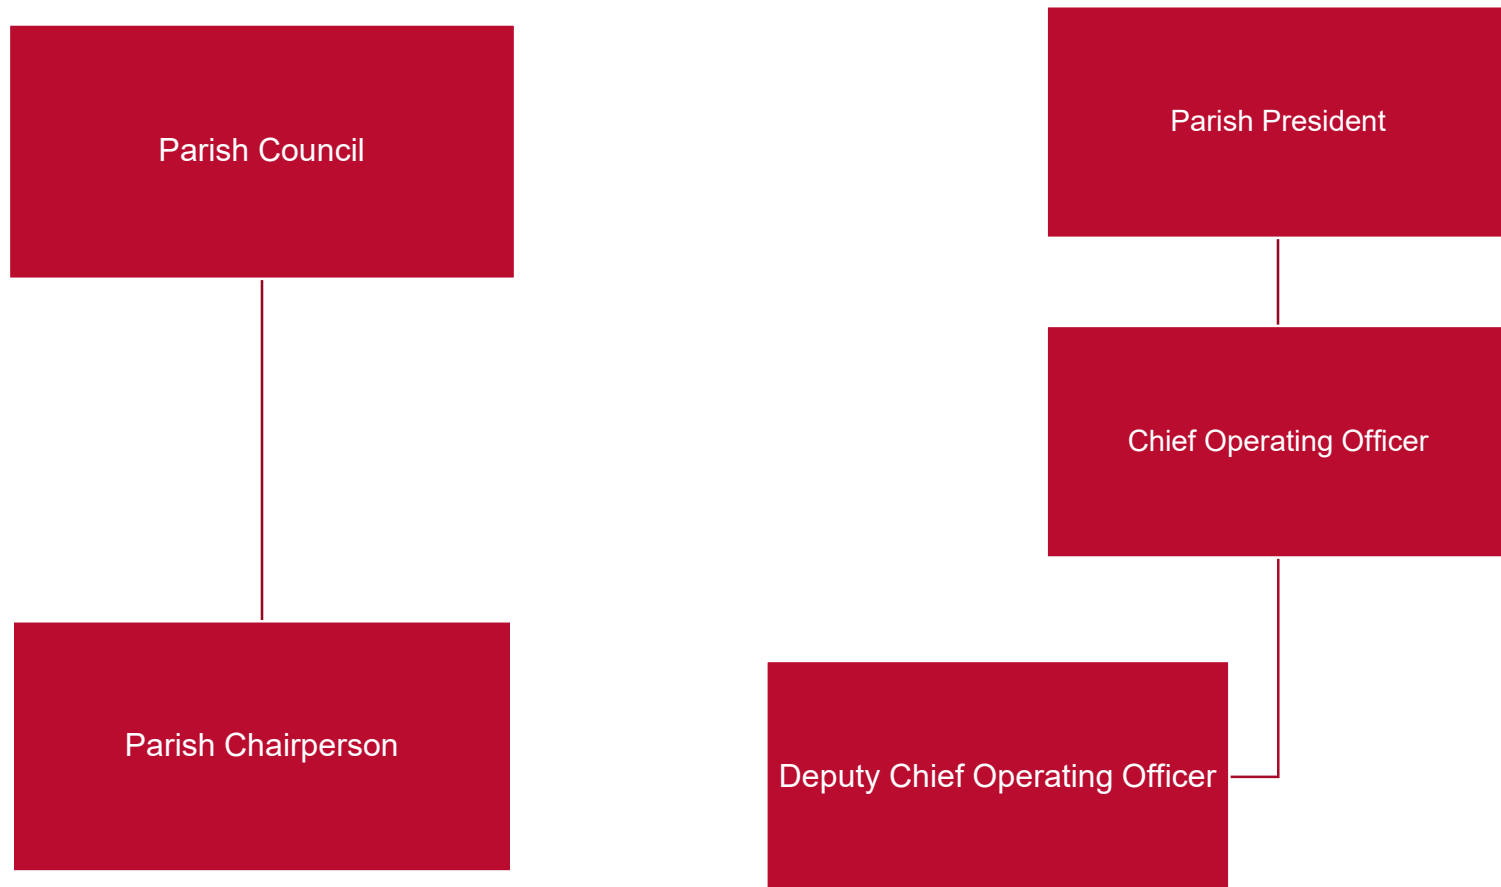 Parish Council
Parish President
Chief Operating Officer
Parish Chairperson
Deputy Chief Operating Officer